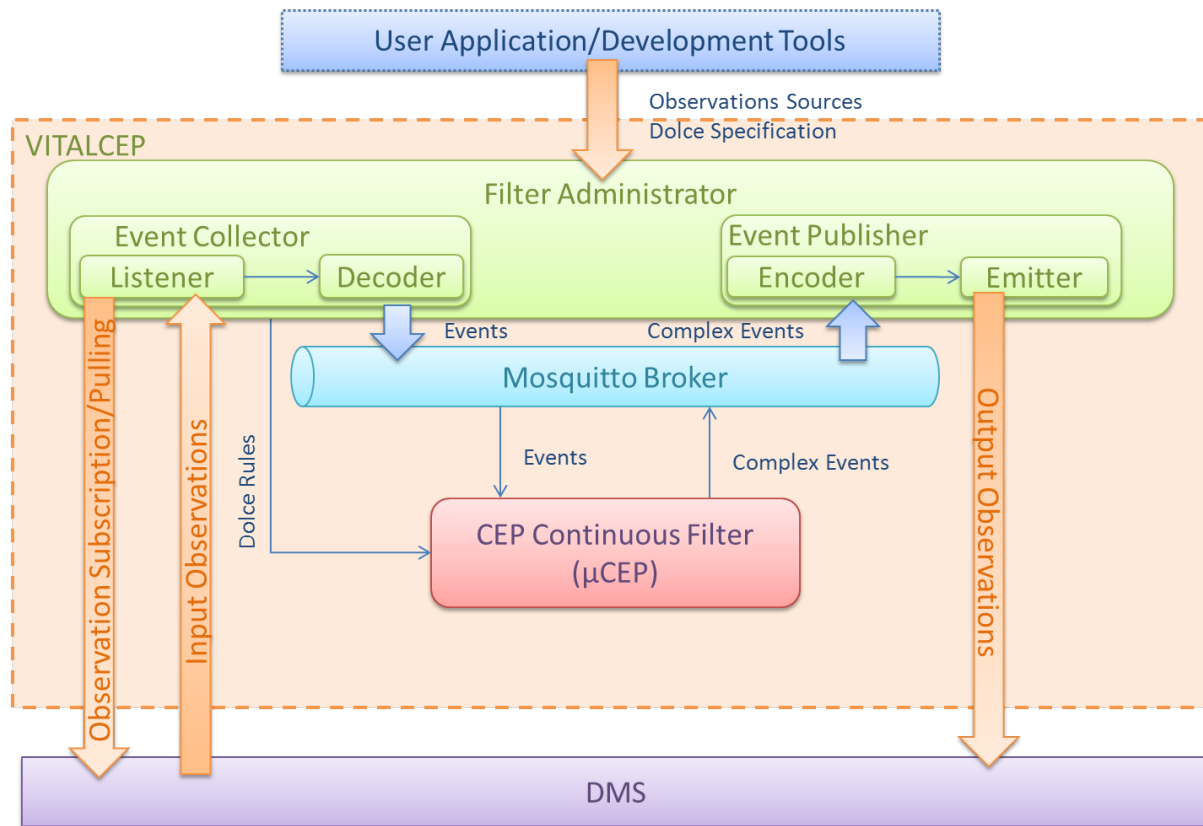 User Application/Development Tools
Observations Sources
Dolce Specification
VITALCEP
Filter Administrator
Event Collector
Event Publisher
Listener
Decoder
Encoder
Emitter
Events
Complex Events
Mosquitto Broker
Observation Subscription/Pulling
Input Observations
Dolce Rules
Events
Complex Events
Output Observations
CEP Continuous Filter
(μCEP)
DMS